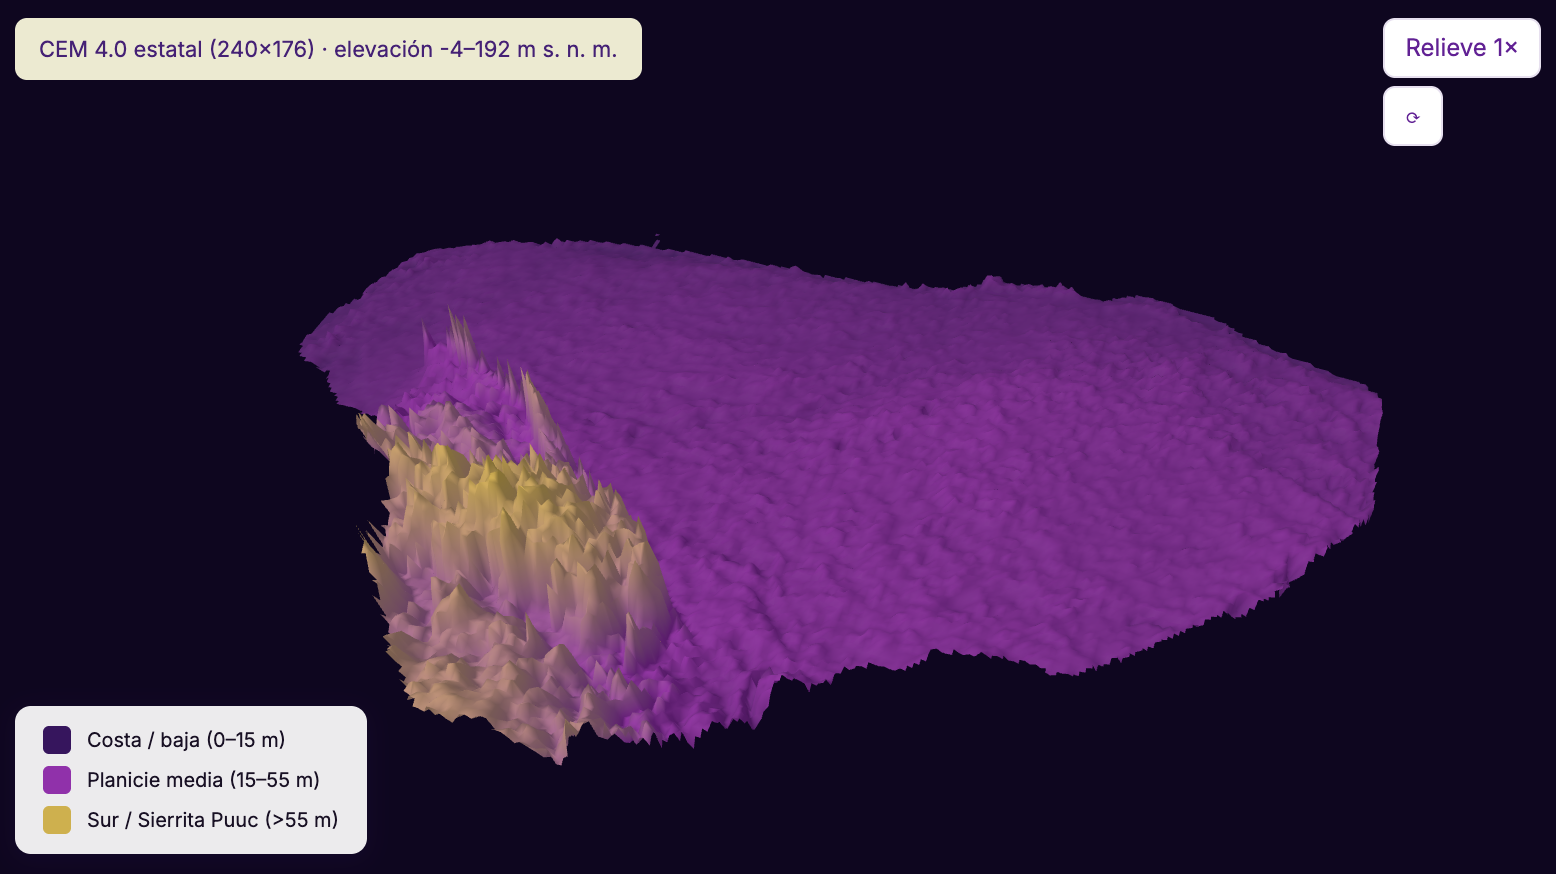 CEM 4.0 estatal (240×176) · elevación -4–192 m s. n. m.
Relieve 1×
⟳
Costa / baja (0–15 m)
Planicie media (15–55 m)
Sur / Sierrita Puuc (>55 m)